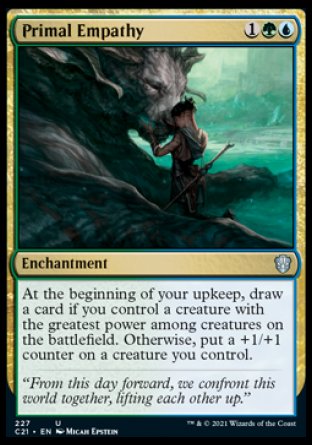 Primal Empathy 1
Enchantment
At the beginning of your upkeep, draw
a card if you control a creature with
the greatest power among creatures on
the battlefield. Otherwise, put a +1/+1
counter on a creature you control.
“From this day forward, we confront this
world together, lifting each other up.”
227 U
C21 • EN Micah Epstein
™ & © 2021 Wizards of the Coast